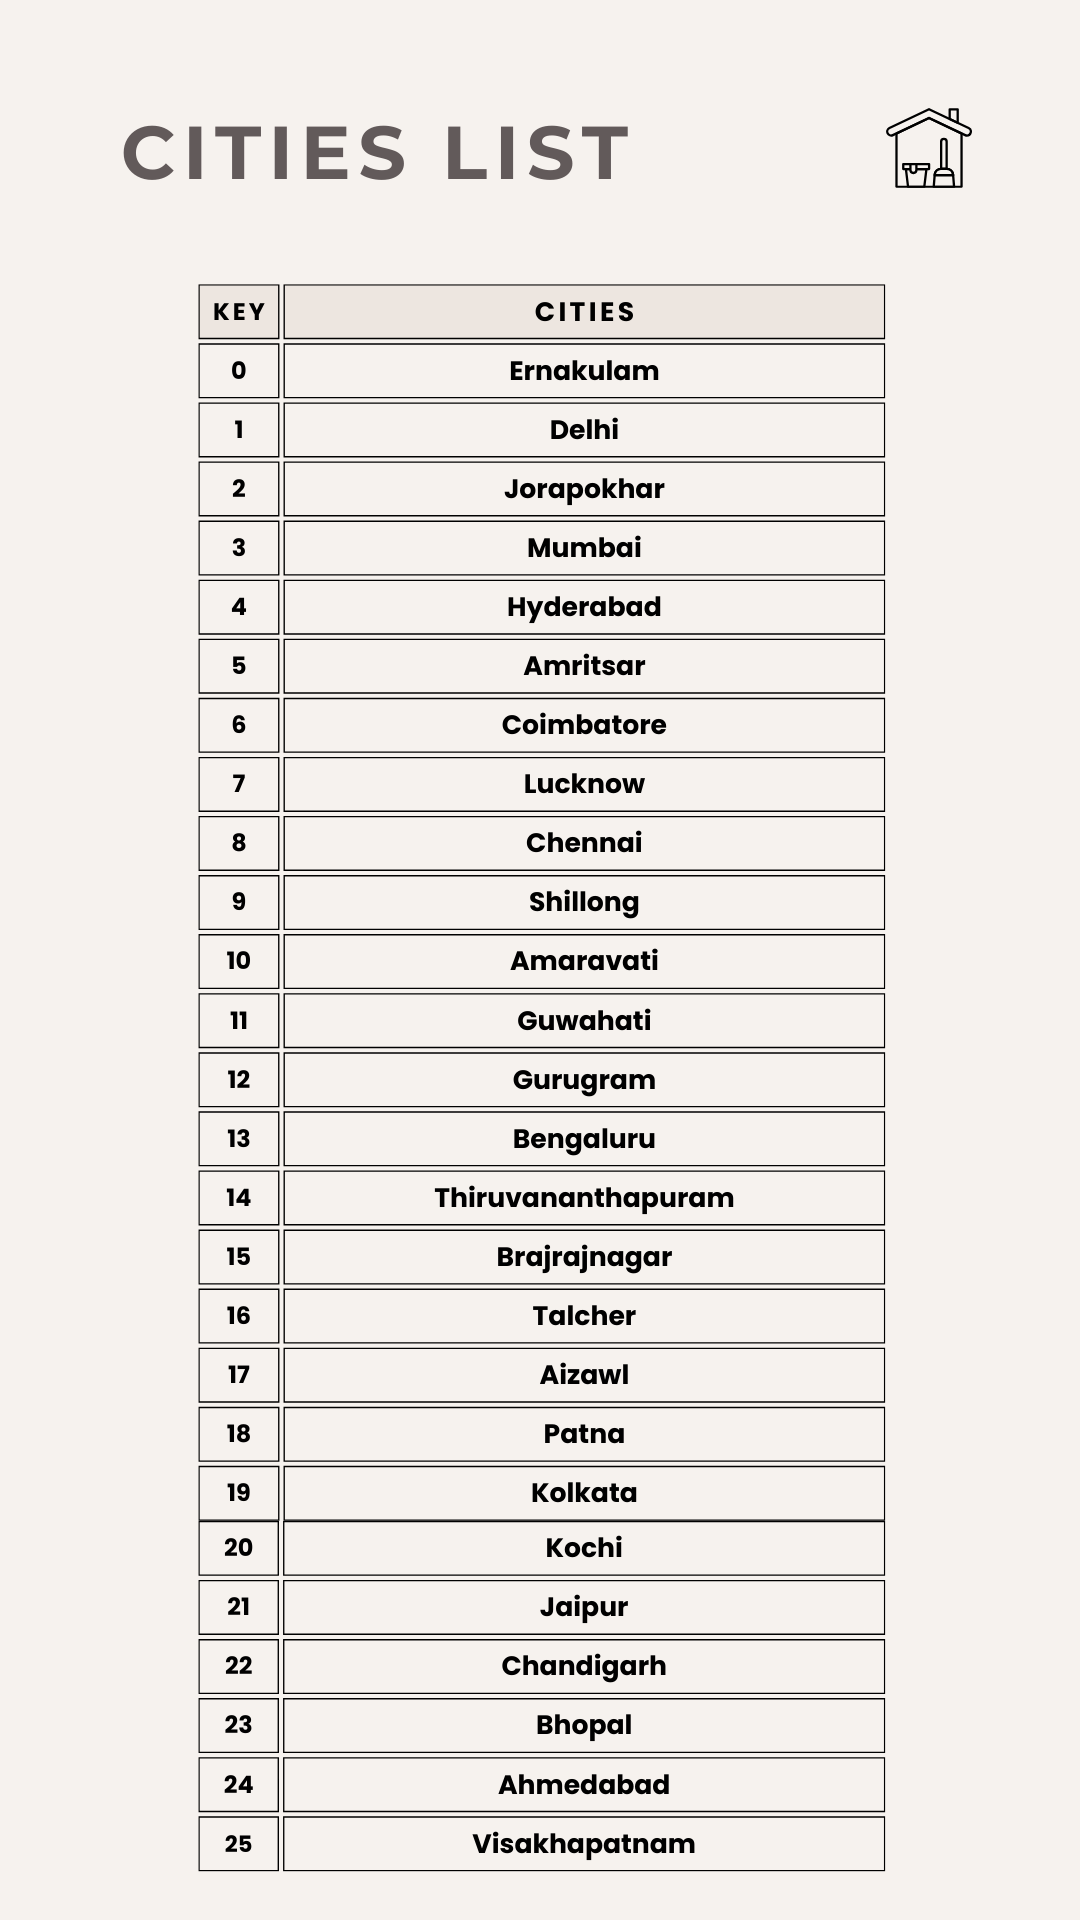 CITIES LIST
KEY CITIES
0 Ernakulam
1 Delhi
2 Jorapokhar
3 Mumbai
4 Hyderabad
5 Amritsar
6 Coimbatore
7 Lucknow
8 Chennai
9 Shillong
10 Amaravati
11 Guwahati
12 Gurugram
13 Bengaluru
14 Thiruvananthapuram
15 Brajrajnagar
16 Talcher
17 Aizawl
18 Patna
19 Kolkata
20 Kochi
21 Jaipur
22 Chandigarh
23 Bhopal
24 Ahmedabad
25 Visakhapatnam